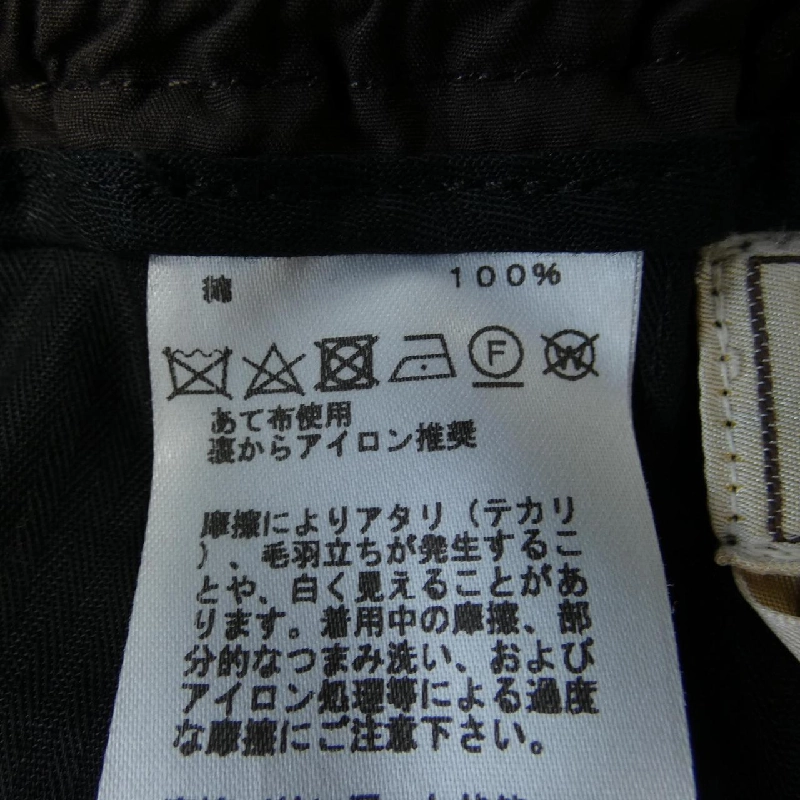 綿 100%
F W
あて布使用
裏からアイロン推奨
摩擦によりアタリ（テカリ
）、毛羽立ちが発生するこ
とや、白く見えることがあ
ります。着用中の摩擦、部
分的なつまみ洗い、および
アイロン処理等による過度
な摩擦にご注意下さい。